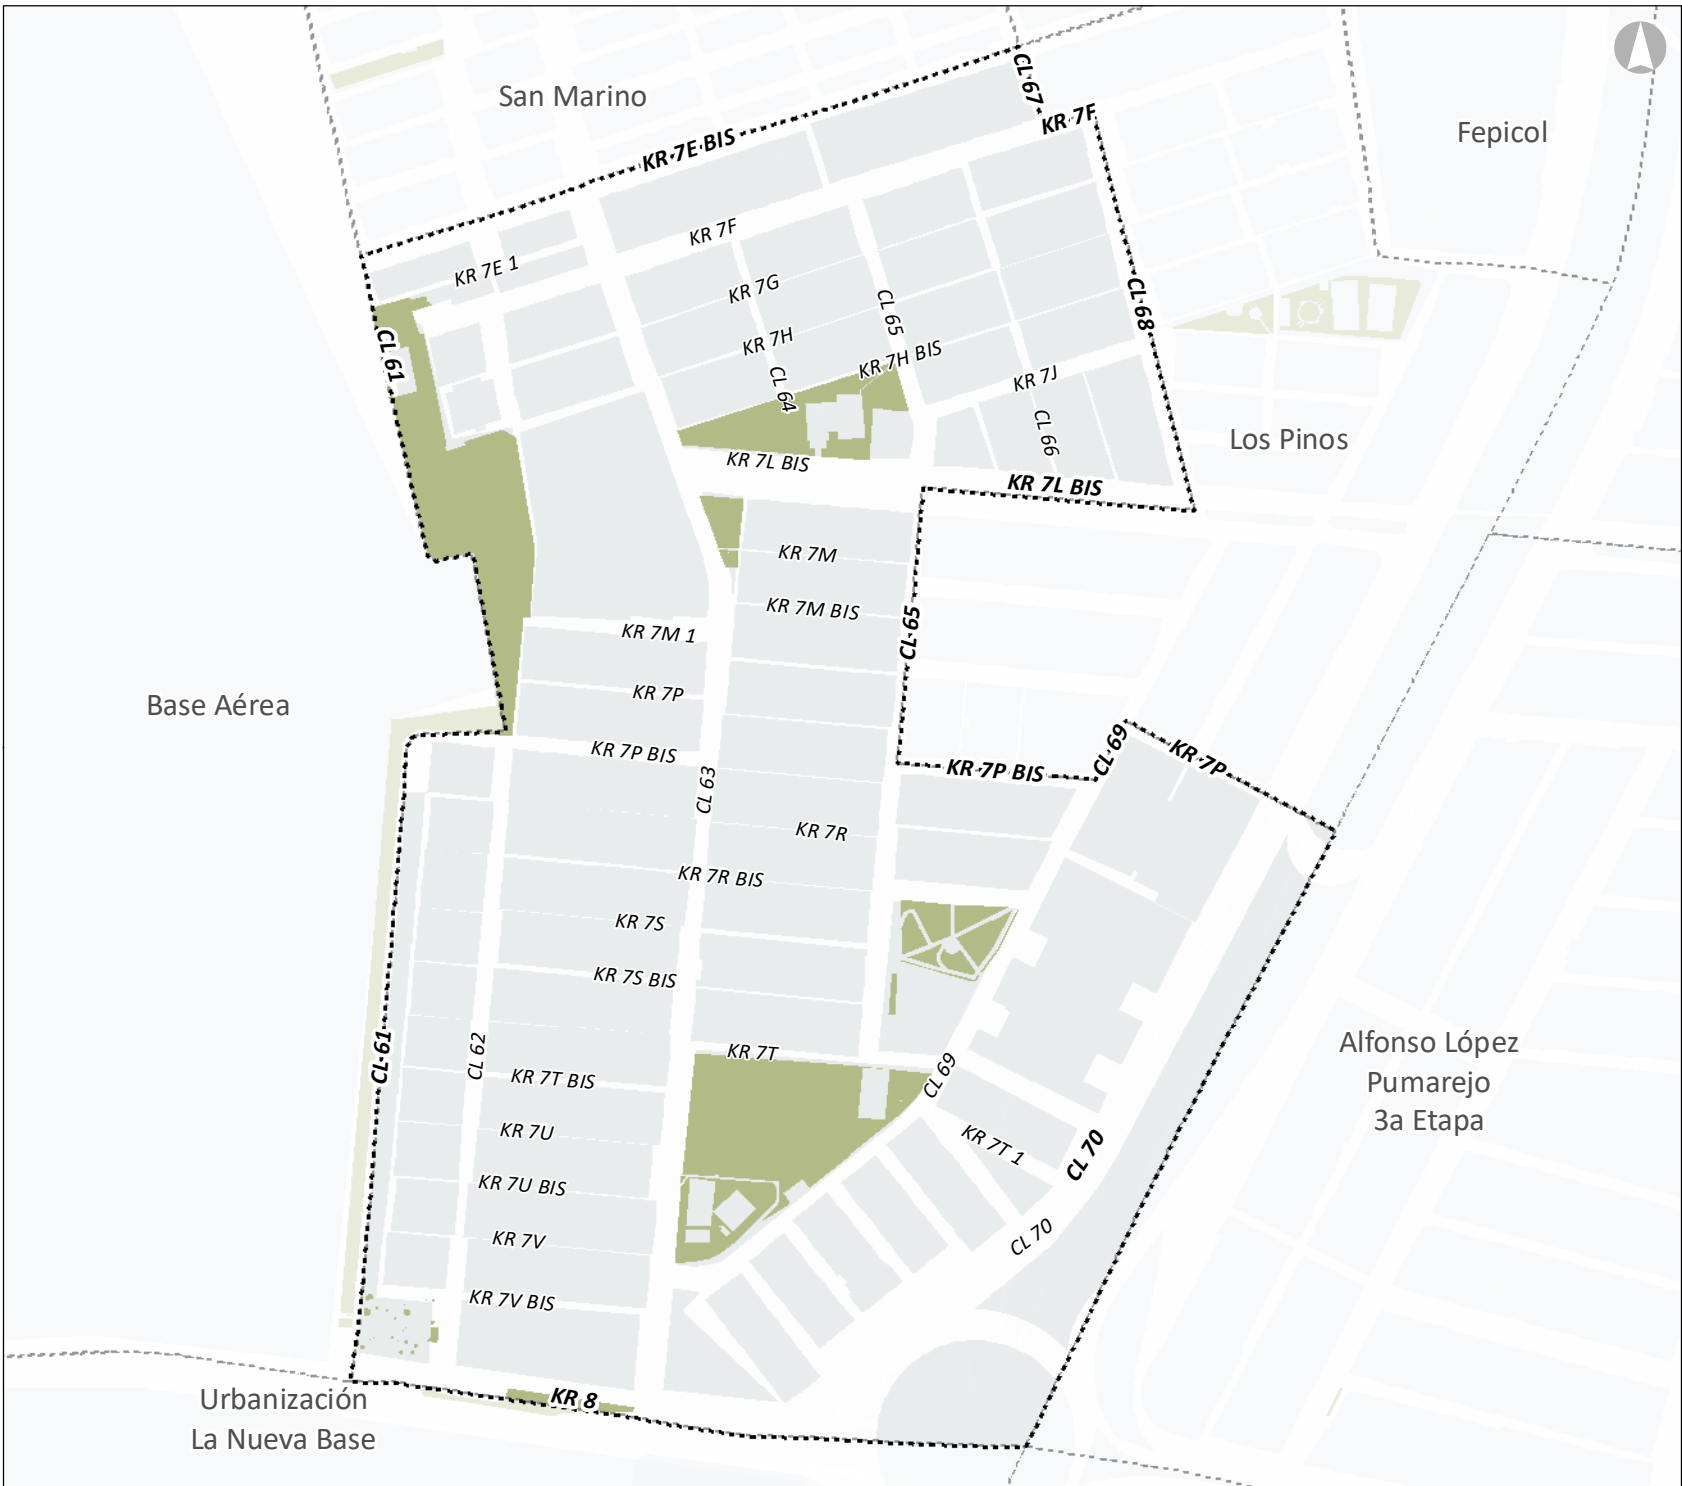 CL 67
San Marino
KR 7F
Fepicol
KR 7E BIS
KR 7F
KR 7E 1
KR 7G
CL 65
CL 68
KR 7H
CL 61
KR 7H BIS
KR 7J
CL 64
CL 66
Los Pinos
KR 7L BIS
KR 7L BIS
KR 7M
KR 7M BIS
CL 65
KR 7M 1
KR 7P
Base Aérea
KR 7P BIS
CL 69
KR 7P
KR 7P BIS
CL 63
KR 7R
KR 7R BIS
KR 7S
KR 7S BIS
CL 61
CL 62
KR 7T
CL 69
Alfonso López
Pumarejo
3a Etapa
KR 7T BIS
KR 7U
KR 7T 1
CL 70
KR 7U BIS
KR 7V
CL 70
KR 7V BIS
KR 8
Urbanización
La Nueva Base